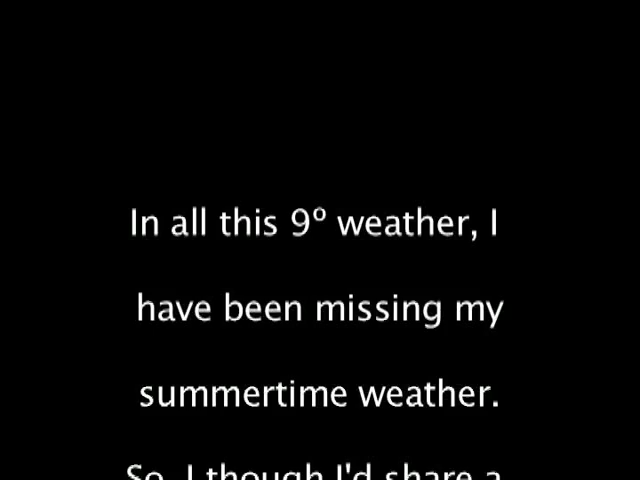 In all this 9º weather, I
have been missing my
summertime weather.
So, I though I'd share a